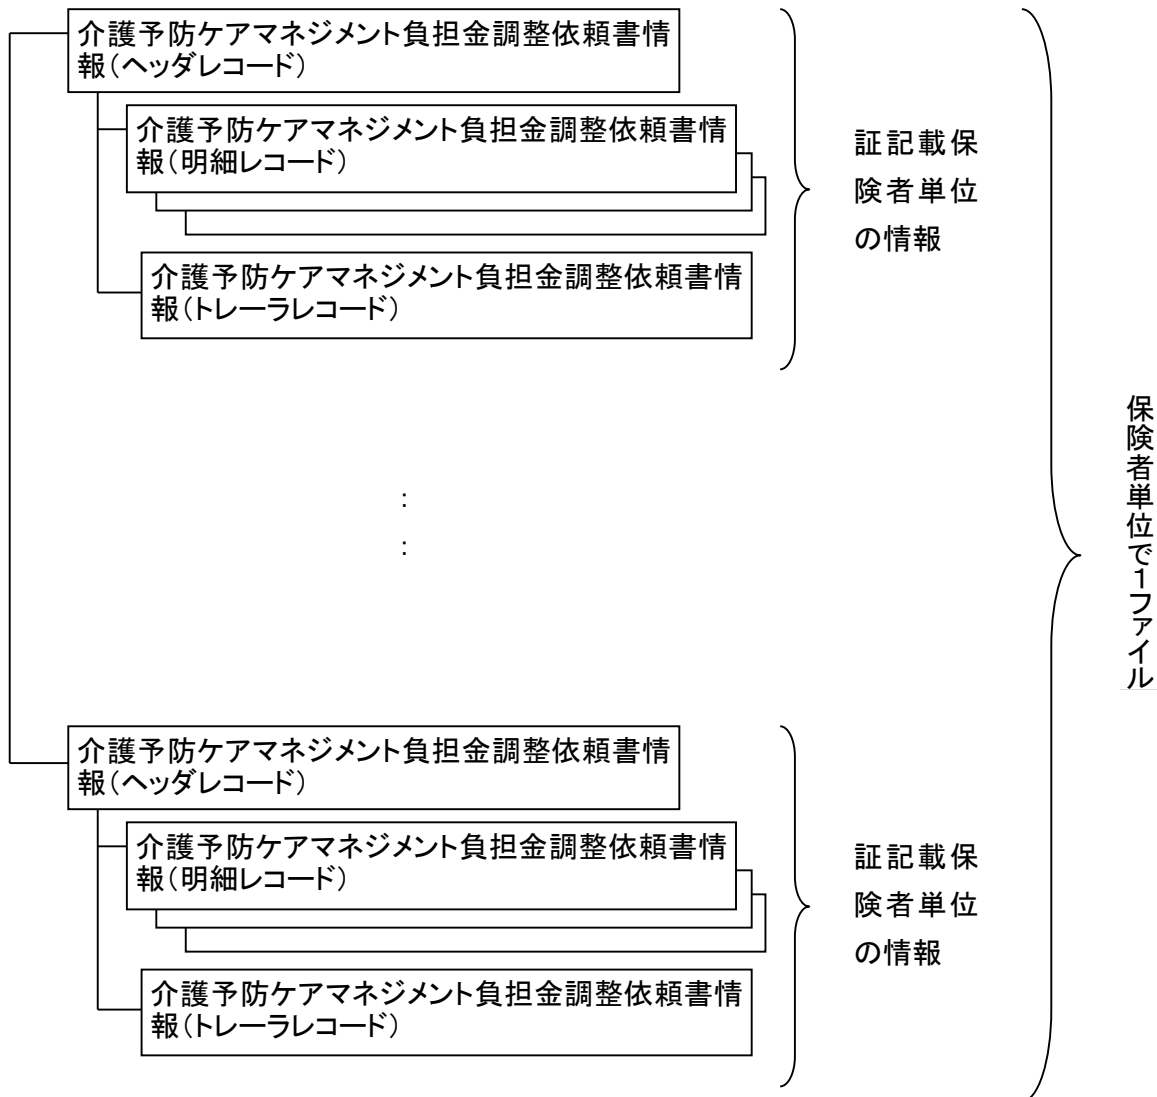 介護予防ケアマネジメント負担金調整依頼書情
報（ヘッダレコード）
介護予防ケアマネジメント負担金調整依頼書情
報（明細レコード）
介護予防ケアマネジメント負担金調整依頼書情
報（トレーラレコード）
証記載保
険者単位
の情報
：
：
保険者単位で1ファイル
介護予防ケアマネジメント負担金調整依頼書情
報（ヘッダレコード）
介護予防ケアマネジメント負担金調整依頼書情
報（明細レコード）
介護予防ケアマネジメント負担金調整依頼書情
報（トレーラレコード）
証記載保
険者単位
の情報